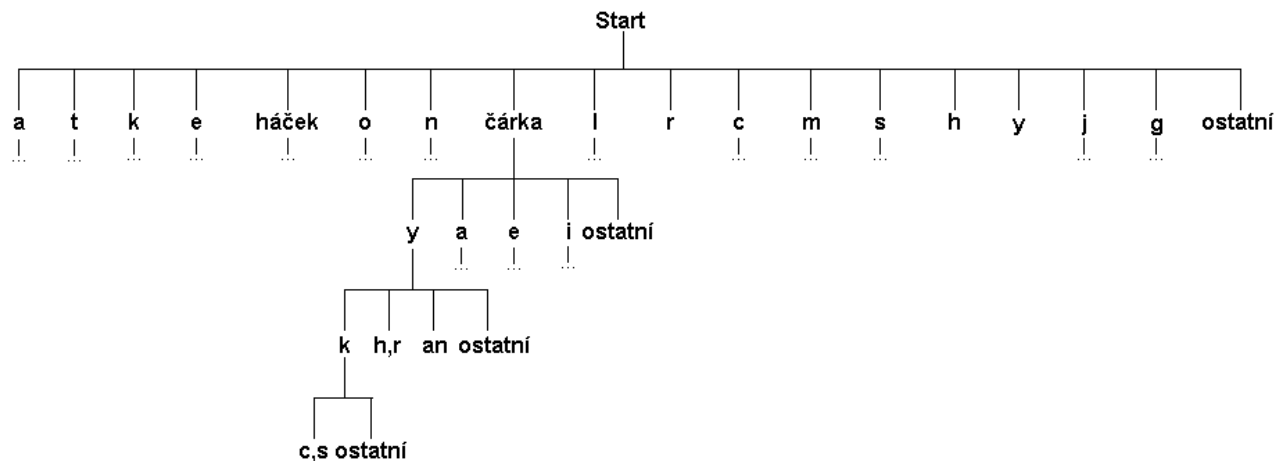 Start
a t k e háček o n čárka l r c m s h y j g ostatní
... ... ... ... ... ... ... ... ... ... ... ... ...
y a e i ostatní
... ... ...
k h,r an ostatní
c,s ostatní